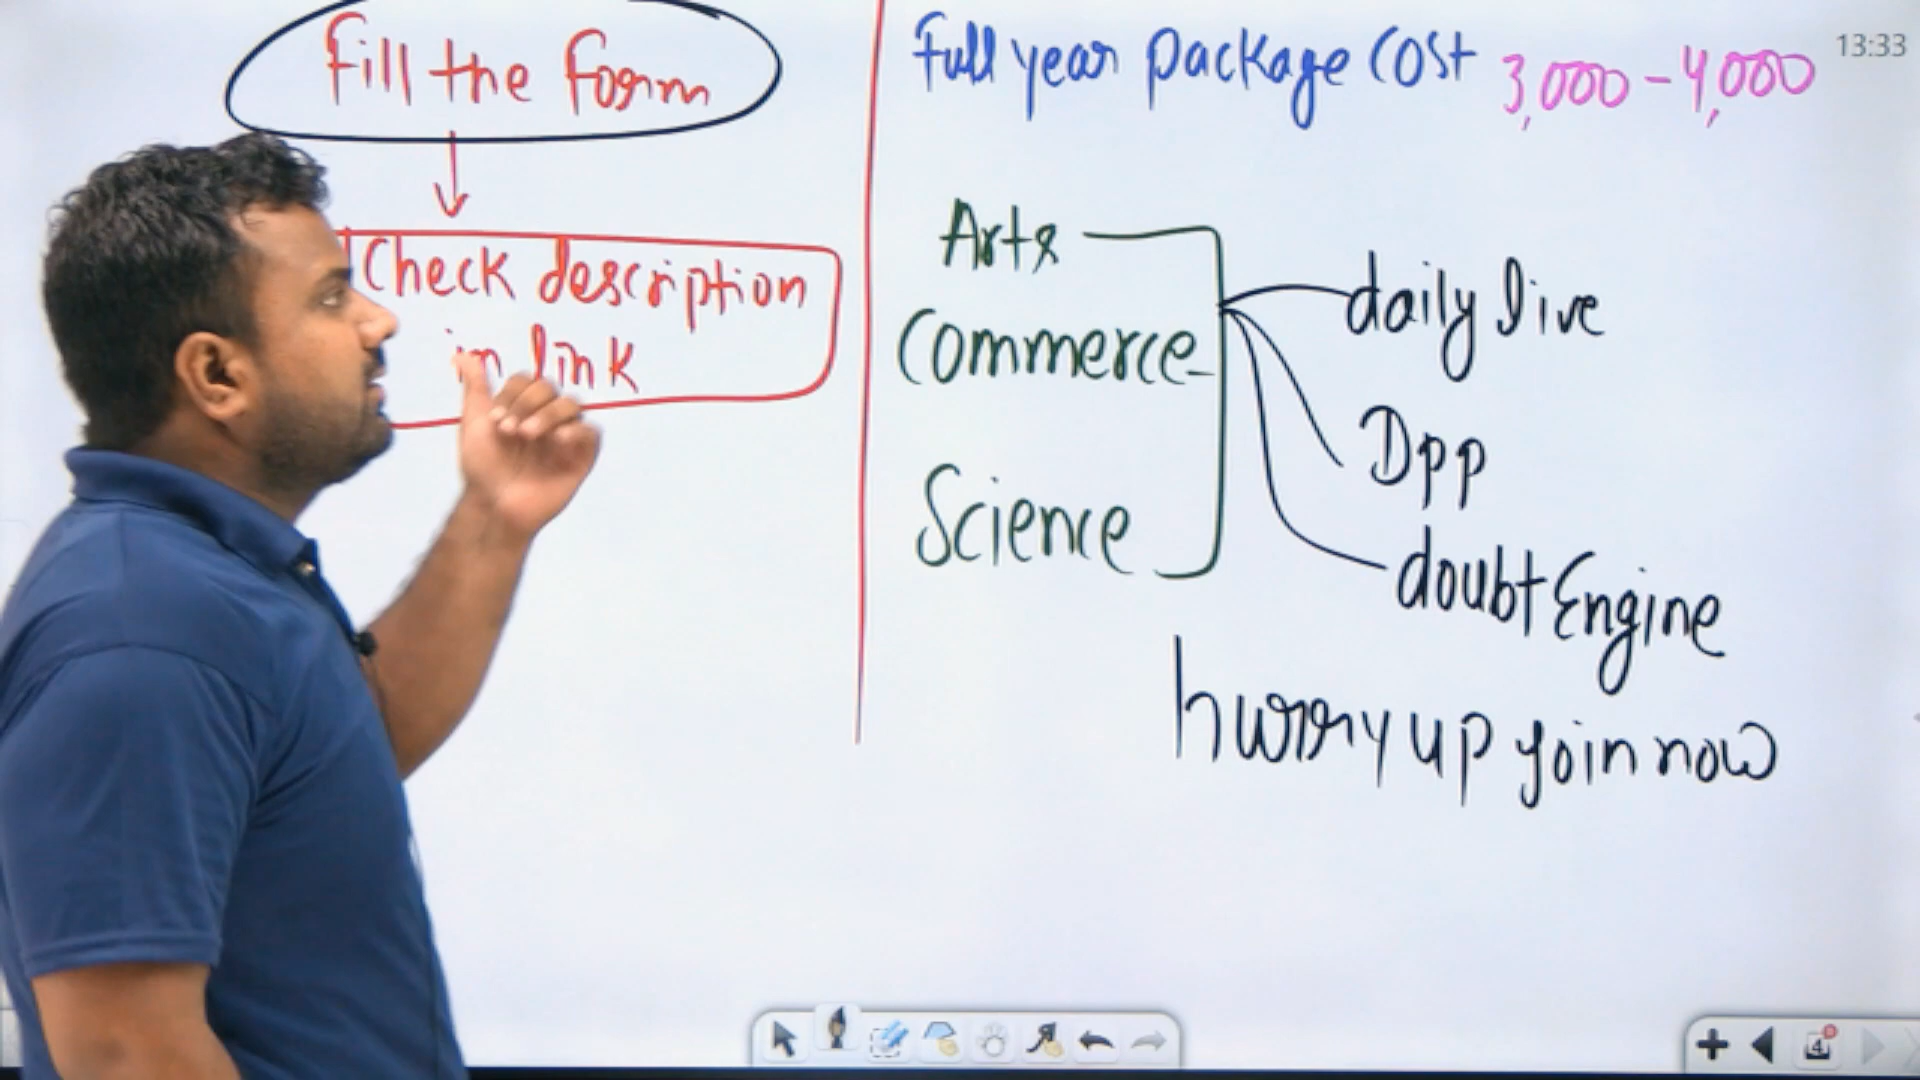 fill the form
Check description
in link
full year package cost 3,000 - 4,000
13:33
Arts
Commerce
Science
daily live
Dpp
doubt Engine
hurry up join now
4